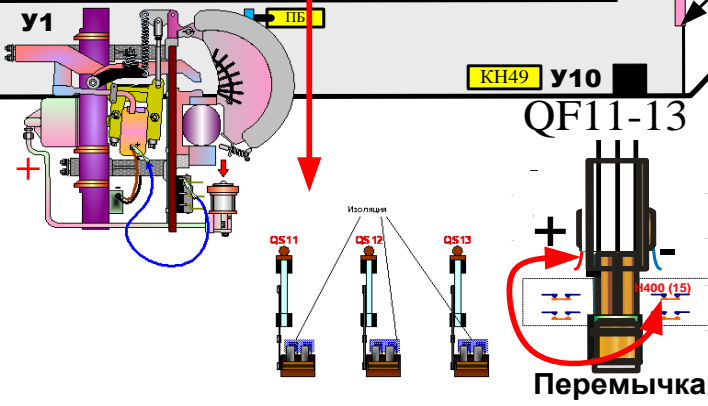 У1
ПБ
КН49 У10
QF11-13
+
+ -
Изоляция
QS11 QS12 QS13
Н400 (15)
Перемычка